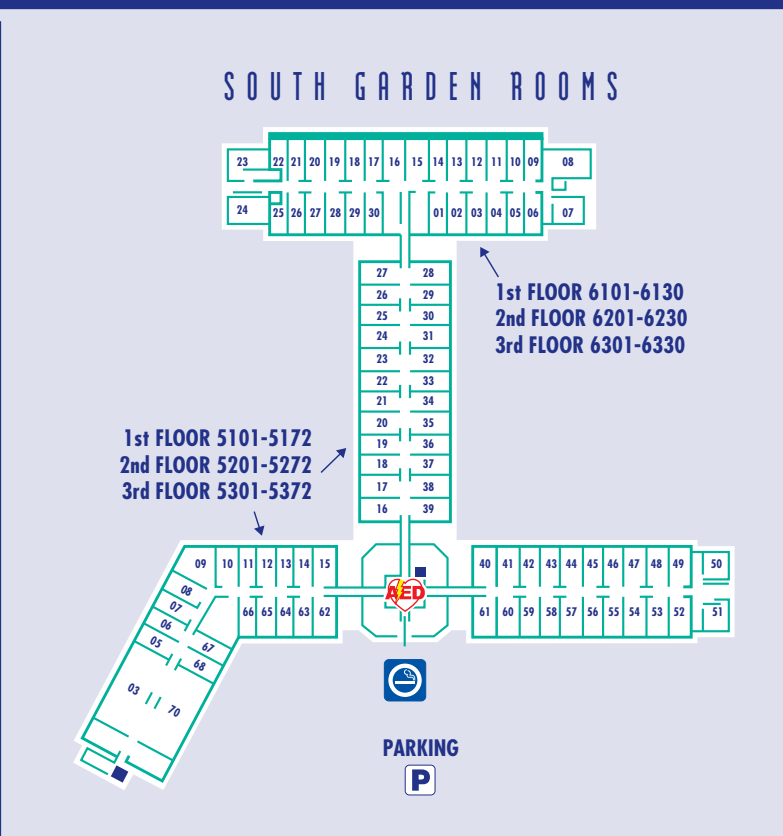 SOUTH GARDEN ROOMS
23 22 21 20 19 18 17 16 15 14 13 12 11 10 09 08
24 25 26 27 28 29 30 01 02 03 04 05 06 07
27 28
26 29
25 30
24 31
23 32
22 33
21 34
20 35
19 36
18 37
17 38
16 39
1st FLOOR 6101-6130
2nd FLOOR 6201-6230
3rd FLOOR 6301-6330
1st FLOOR 5101-5172
2nd FLOOR 5201-5272
3rd FLOOR 5301-5372
09 10 11 12 13 14 15
40 41 42 43 44 45 46 47 48 49 50
08
07
06
05
03
66 65 64 63 62
67
68
70
AED
61 60 59 58 57 56 55 54 53 52 51
PARKING
P